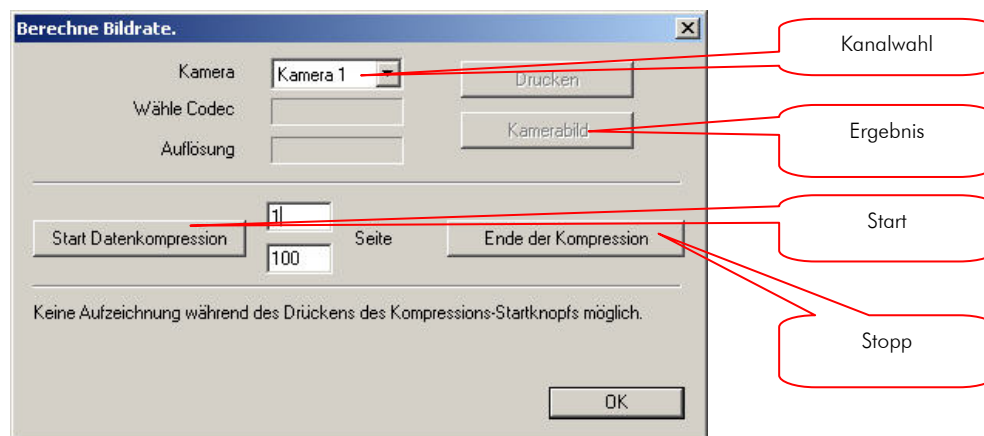 Berechne Bildrate.
Kamera
Kamera 1
Drucken
Wähle Codec
Kamerabild
Auflösung
Start Datenkompression
1
Seite
100
Ende der Kompression
Keine Aufzeichnung während des Drückens des Kompressions-Startknopfs möglich.
OK
Kanalwahl
Ergebnis
Start
Stopp